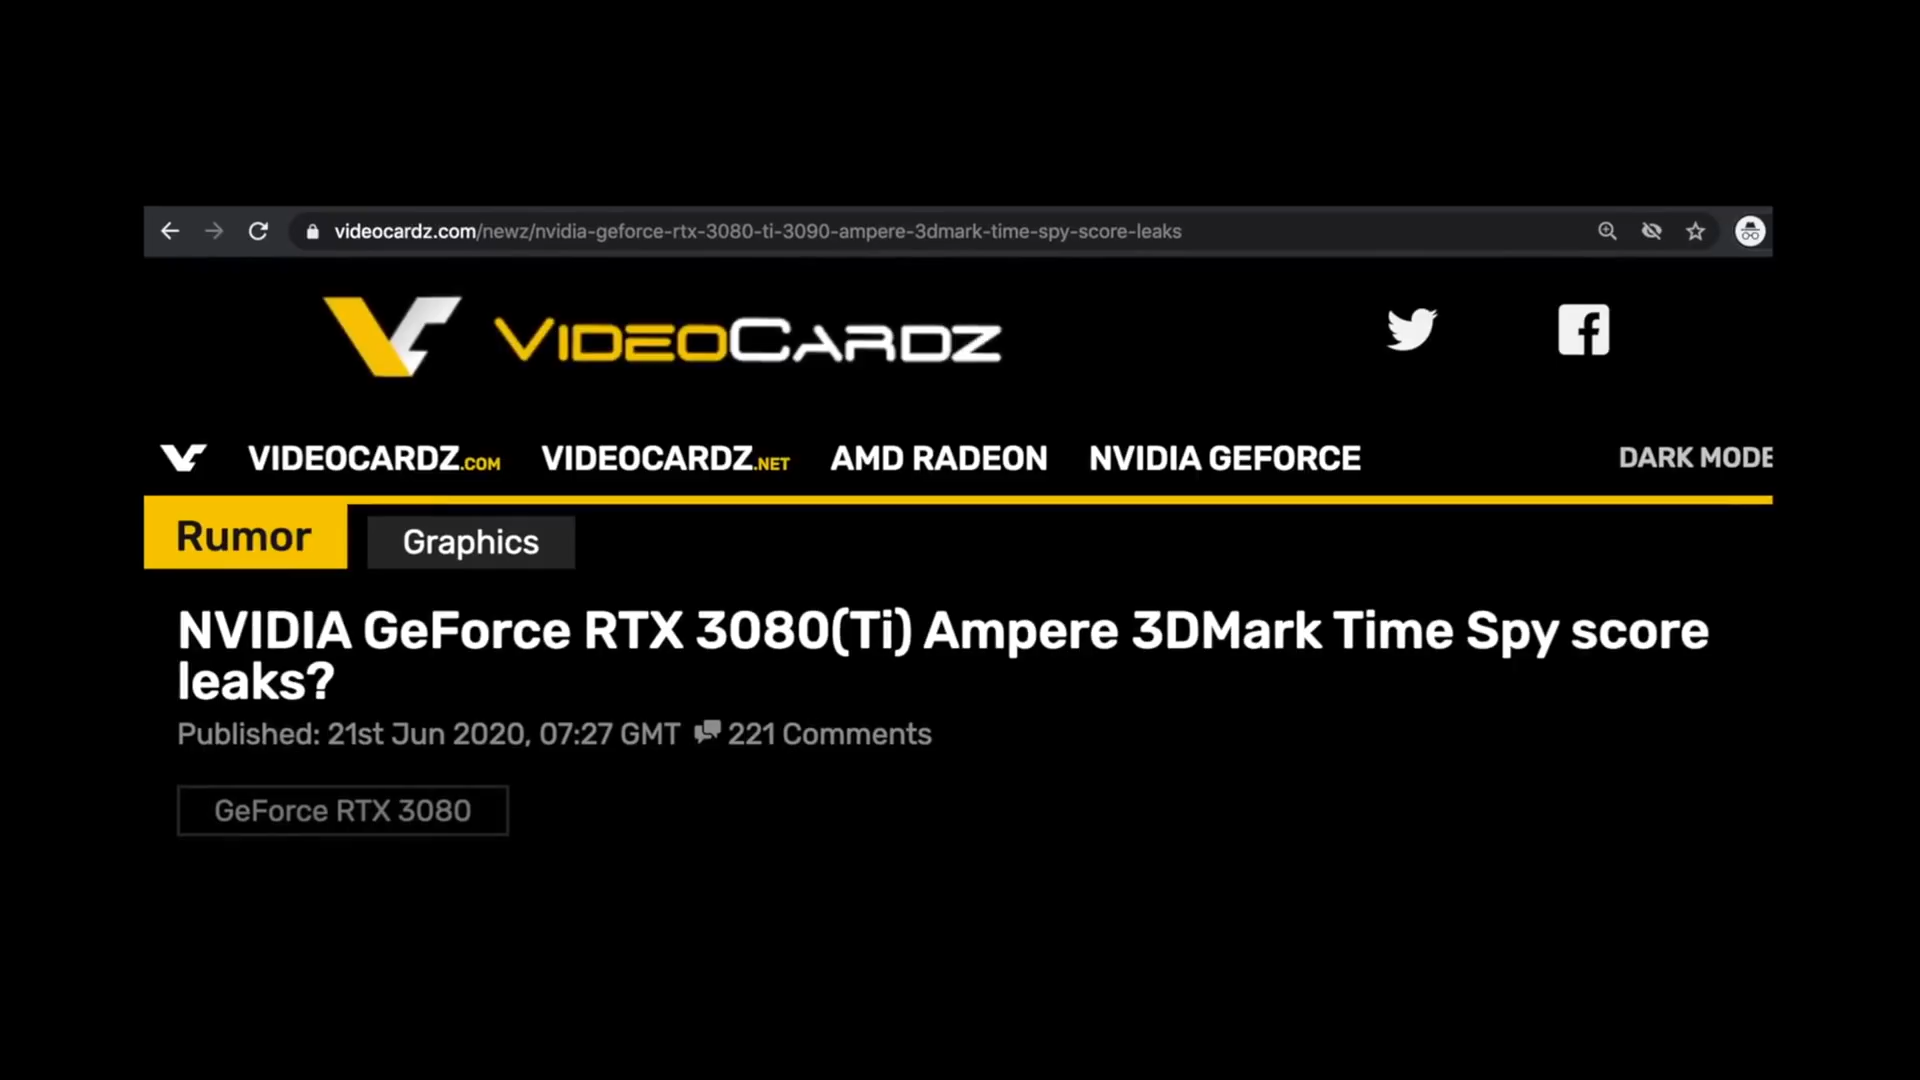 videocardz.com/newz/nvidia-geforce-rtx-3080-ti-3090-ampere-3dmark-time-spy-score-leaks
VIDEOCARDZ
VIDEOCARDZ.COM VIDEOCARDZ.NET AMD RADEON NVIDIA GEFORCE DARK MODE
Rumor Graphics
NVIDIA GeForce RTX 3080(Ti) Ampere 3DMark Time Spy score
leaks?
Published: 21st Jun 2020, 07:27 GMT 221 Comments
GeForce RTX 3080